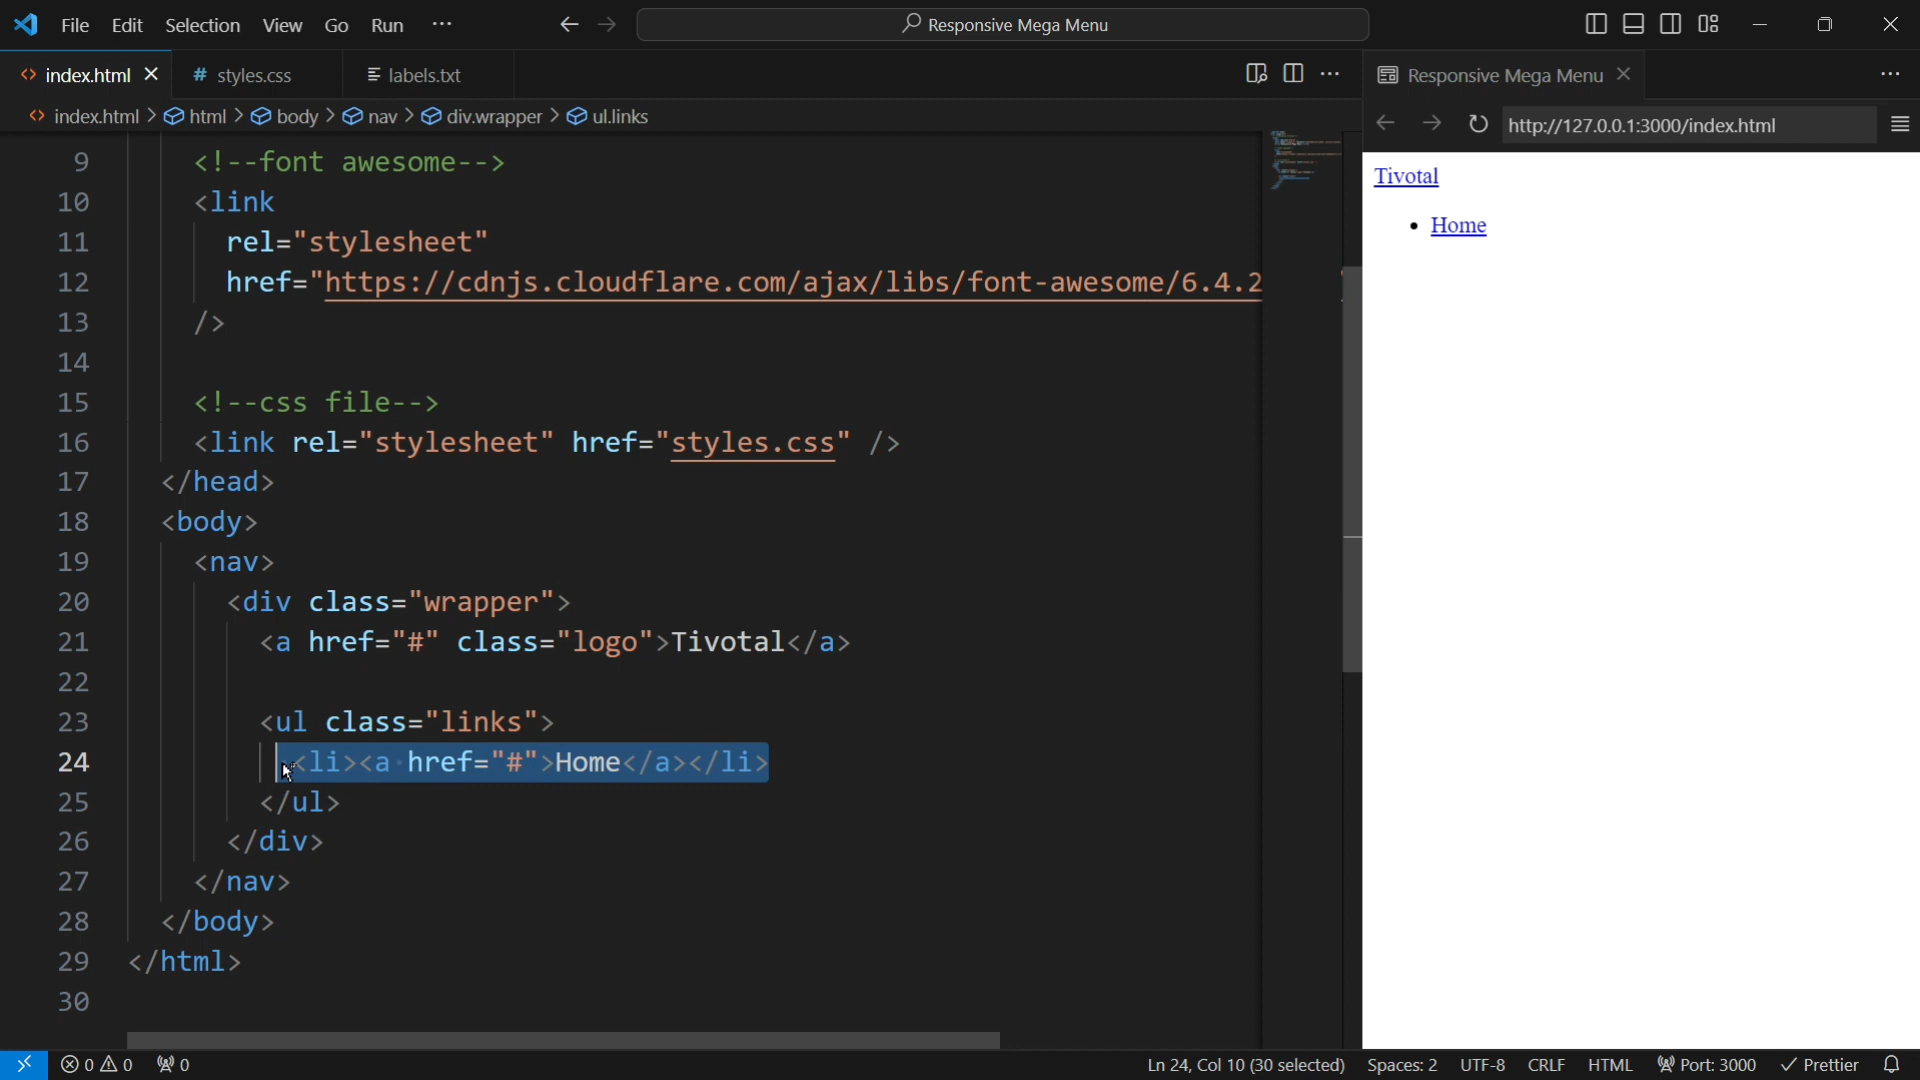 File Edit Selection View Go Run ···
Responsive Mega Menu
index.html
# styles.css
labels.txt
Responsive Mega Menu
index.html > html > body > nav > div.wrapper > ul.links
http://127.0.0.1:3000/index.html
9 <!--font awesome-->
10 <link
11 rel="stylesheet"
12 href="https://cdnjs.cloudflare.com/ajax/libs/font-awesome/6.4.2
13 />
14
15 <!--css file-->
16 <link rel="stylesheet" href="styles.css" />
17 </head>
18 <body>
19 <nav>
20 <div class="wrapper">
21 <a href="#" class="logo">Tivotal</a>
22
23 <ul class="links">
24 <li><a href="#">Home</a></li>
25 </ul>
26 </div>
27 </nav>
28 </body>
29 </html>
30
Tivotal
• Home
0 0 0
Ln 24, Col 10 (30 selected) Spaces: 2 UTF-8 CRLF HTML Port: 3000 Prettier